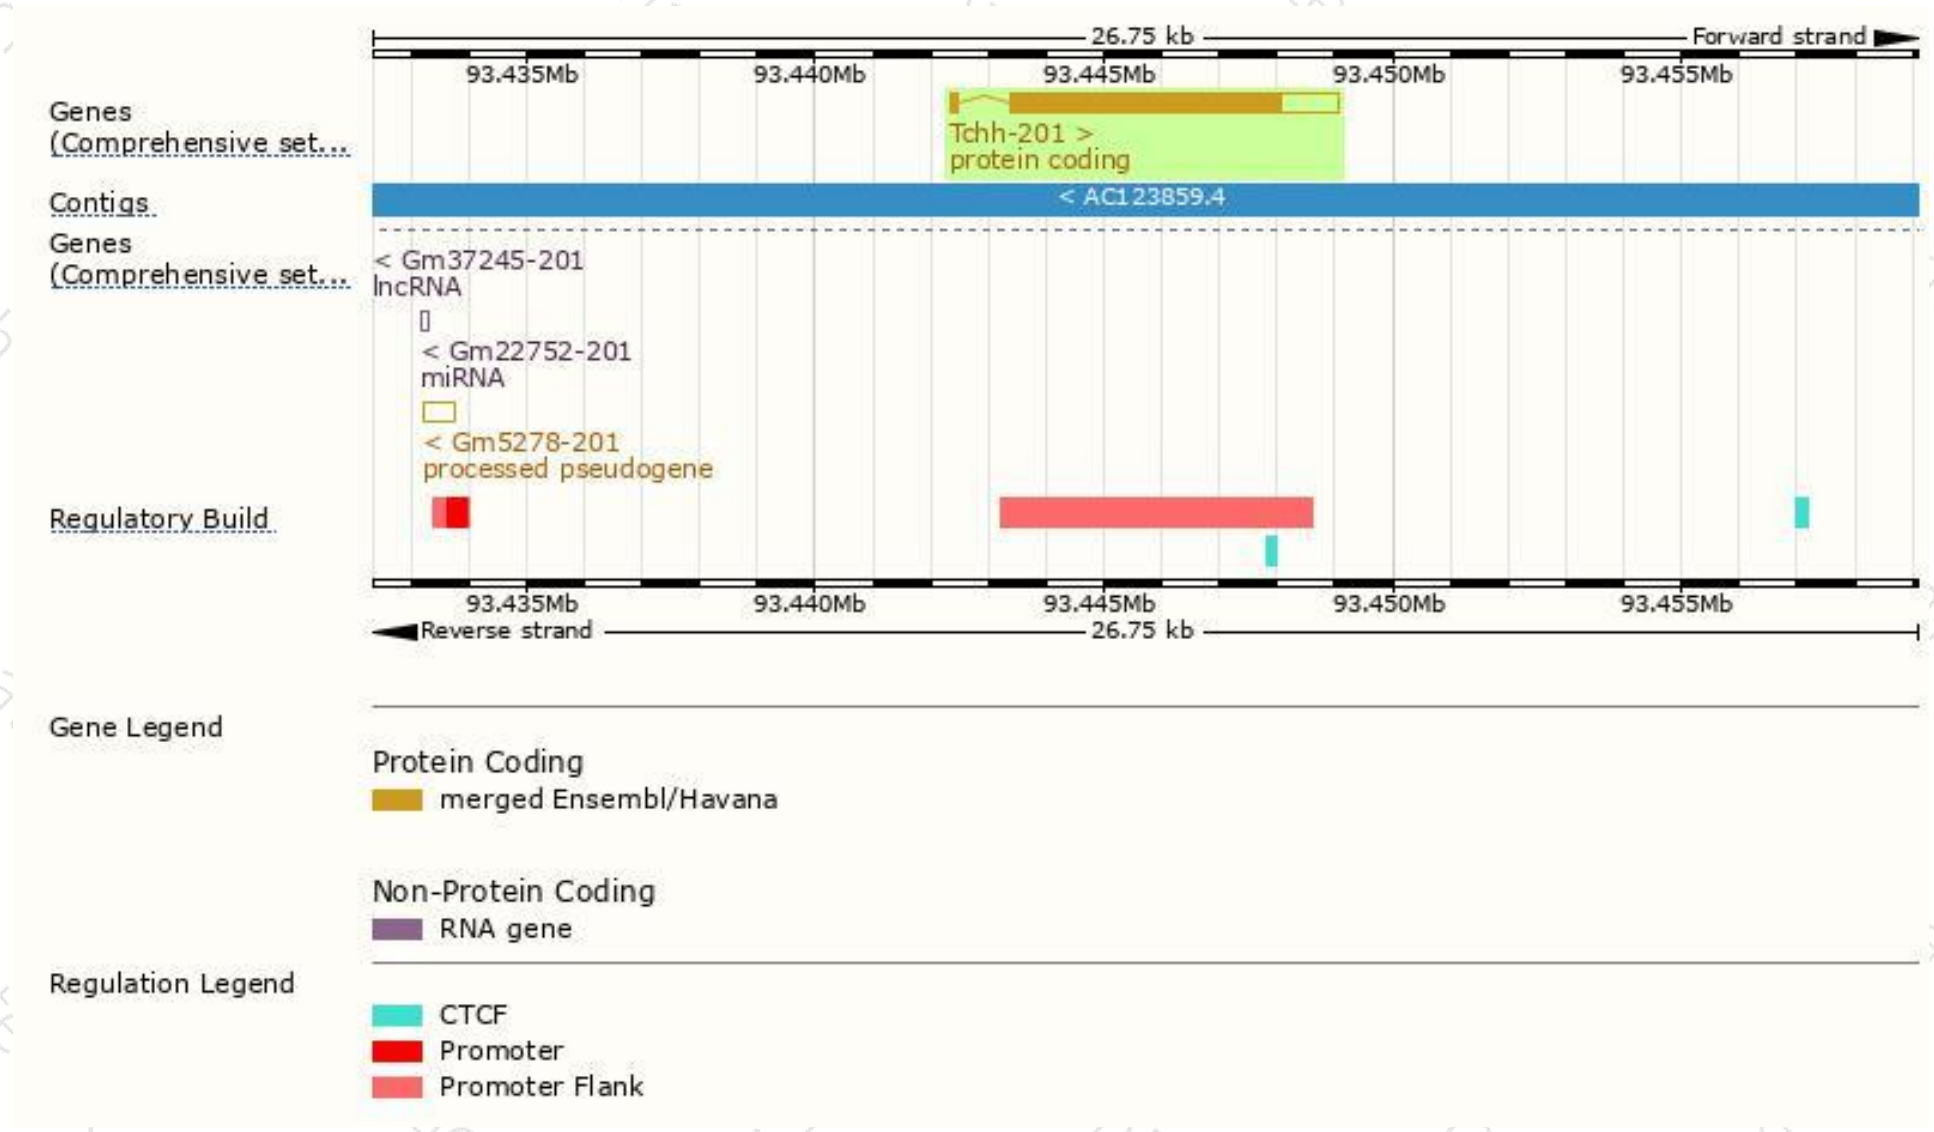 26.75 kb Forward strand
93.435Mb 93.440Mb 93.445Mb 93.450Mb 93.455Mb
Genes
(Comprehensive set...
Tchh-201 >
protein coding
Contigs
< AC123859.4
Genes
(Comprehensive set...
< Gm37245-201
lncRNA
< Gm22752-201
miRNA
< Gm5278-201
processed pseudogene
Regulatory Build
93.435Mb 93.440Mb 93.445Mb 93.450Mb 93.455Mb
Reverse strand 26.75 kb
Gene Legend
Protein Coding
merged Ensembl/Havana
Non-Protein Coding
RNA gene
Regulation Legend
CTCF
Promoter
Promoter Flank